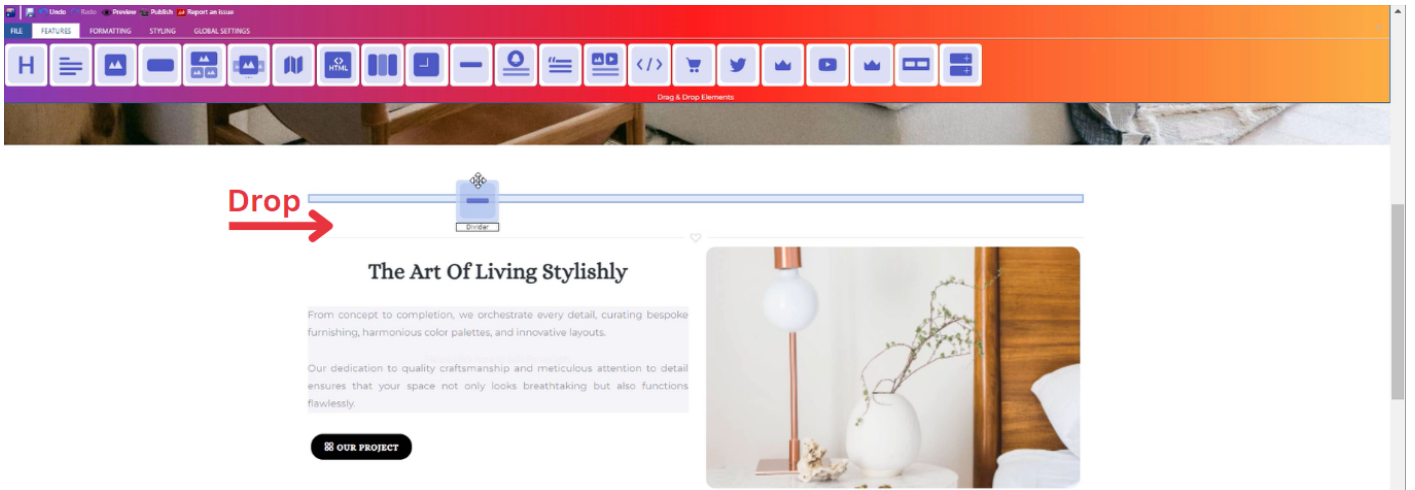 Undo Redo Preview Publish Report an Issue
FILE FEATURES FORMATTING STYLING GLOBAL SETTINGS
H HTML </>
Drag & Drop Elements
Drop
Divider
The Art Of Living Stylishly
From concept to completion, we orchestrate every detail, curating bespoke
furnishing, harmonious color palettes, and innovative layouts.
Our dedication to quality craftsmanship and meticulous attention to detail
ensures that your space not only looks breathtaking but also functions
flawlessly.
OUR PROJECT